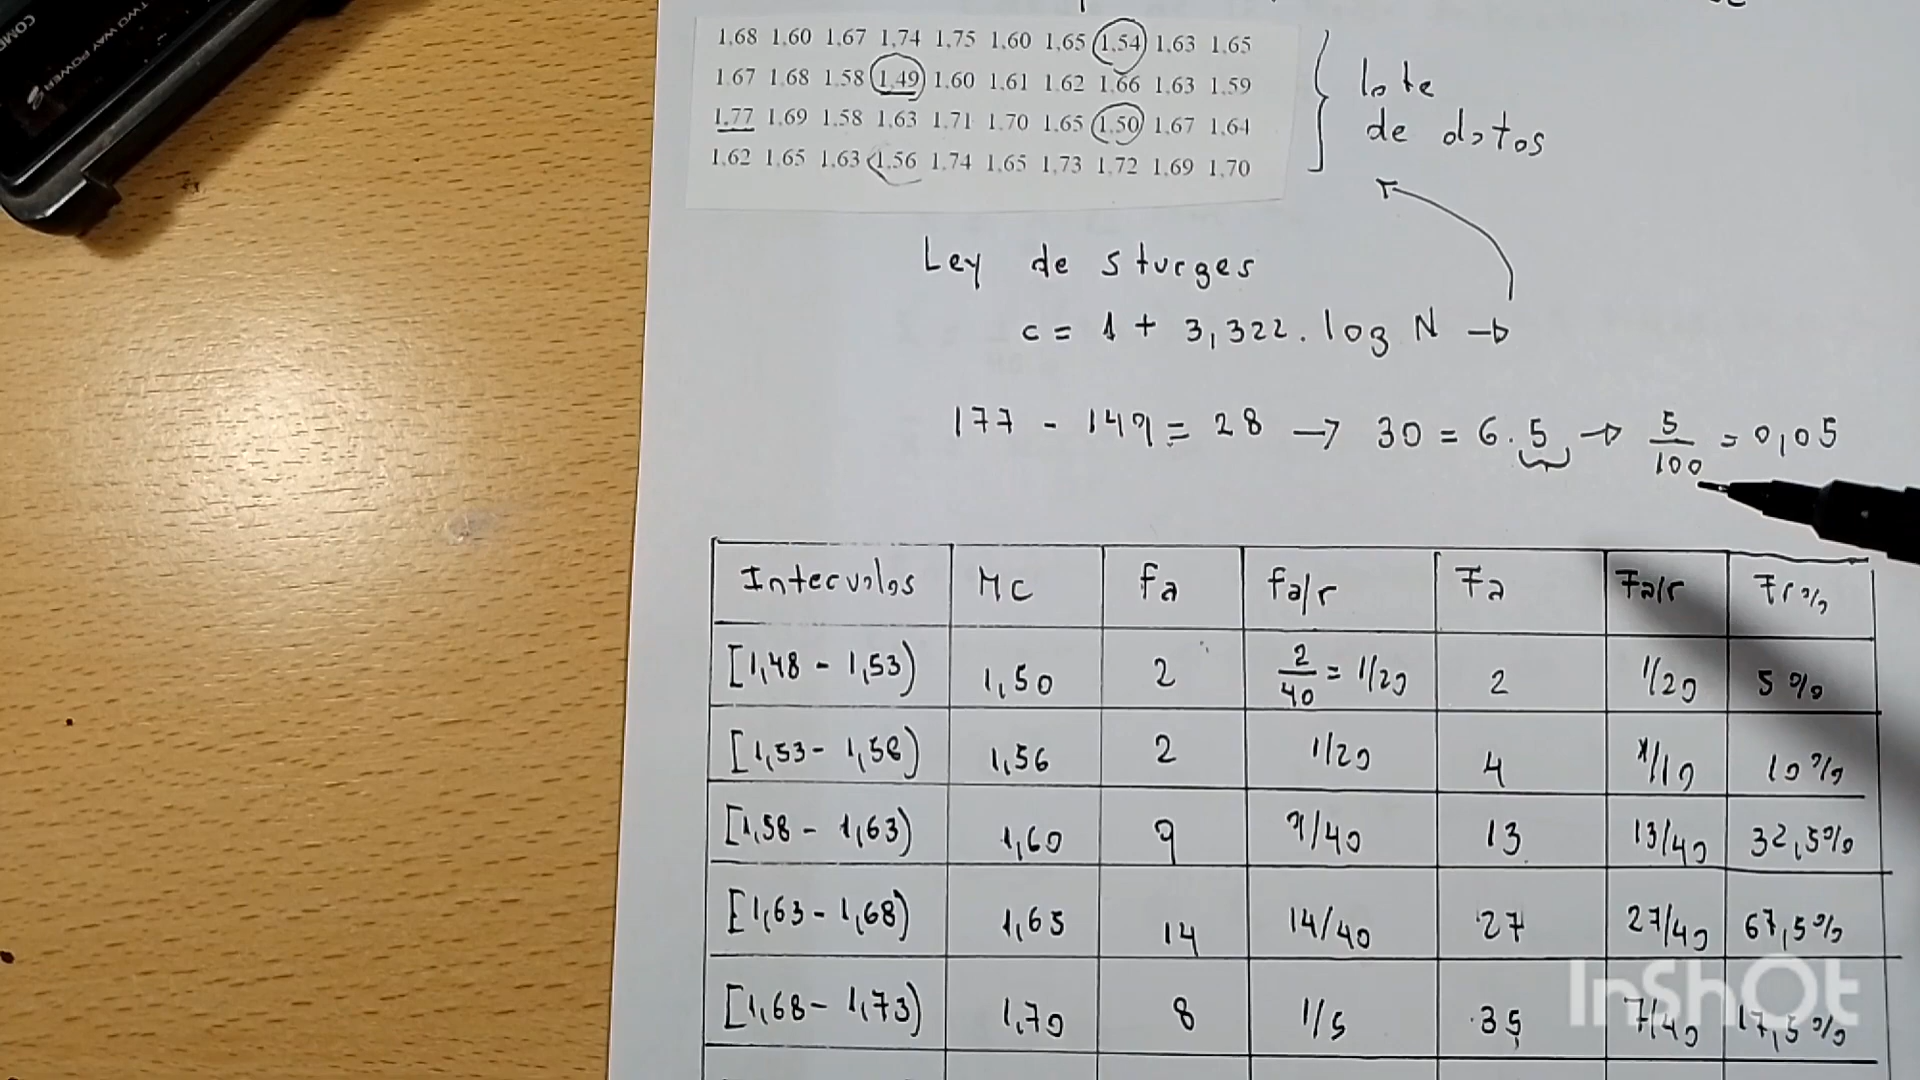 COMP
TWO WAY POWER
1.68 1.60 1.67 1.74 1.75 1.60 1.65 1.54 1.63 1.65
1.67 1.68 1.58 1.49 1.60 1.61 1.62 1.66 1.63 1.59
1.77 1.69 1.58 1.63 1.71 1.70 1.65 1.50 1.67 1.64
1.62 1.65 1.63 1.56 1.74 1.65 1.73 1.72 1.69 1.70
lote
de datos
Ley de sturges
c = 1 + 3,322. log N →
177 - 149 = 28 → 30 = 6.5 → 5/100 = 0,05
Intervalos MC fa fa/r Fa Fa/r Fr%
[1,48 - 1,53) 1,50 2 2/40 = 1/20 2 1/20 5%
[1,53 - 1,58) 1,56 2 1/20 4 1/10 10%
[1,58 - 1,63) 1,60 9 9/40 13 13/40 32,5%
[1,63 - 1,68) 1,65 14 14/40 27 27/40 67,5%
[1,68 - 1,73) 1,70 8 1/5 35 7/40 17,5%
InShOt